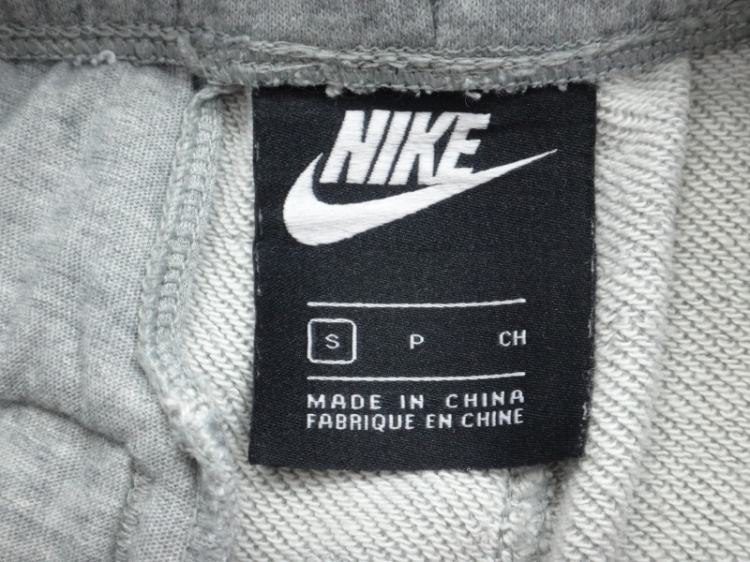 NIKE
S P CH
MADE IN CHINA
FABRIQUE EN CHINE